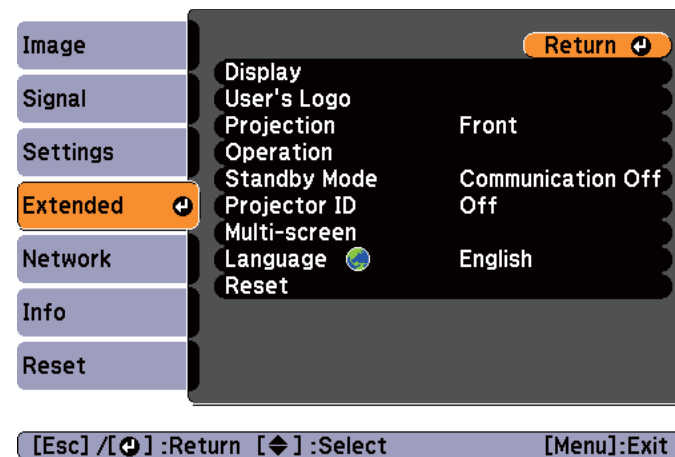 Image
Signal
Settings
Extended
Network
Info
Reset
Return
Display
User's Logo
Projection Front
Operation
Standby Mode Communication Off
Projector ID Off
Multi-screen
Language English
Reset
[Esc] /[ ] :Return [ ] :Select [Menu]:Exit